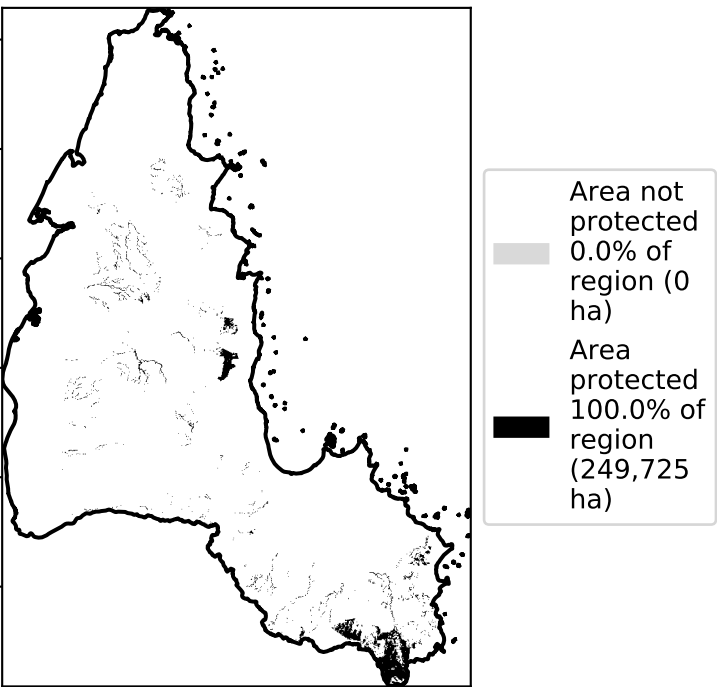 Area not
protected
0.0% of
region (0
ha)
Area
protected
100.0% of
region
(249,725
ha)